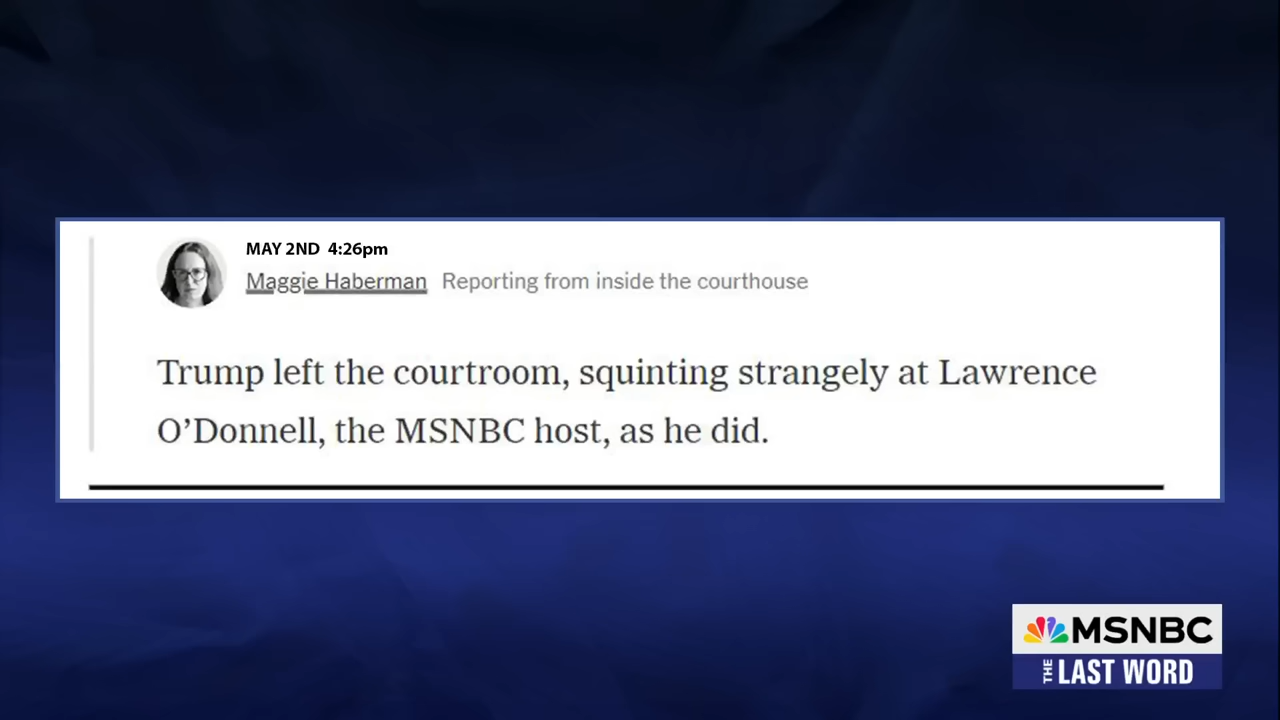 MAY 2ND 4:26pm
Maggie Haberman Reporting from inside the courthouse
Trump left the courtroom, squinting strangely at Lawrence
O’Donnell, the MSNBC host, as he did.
MSNBC
THE LAST WORD